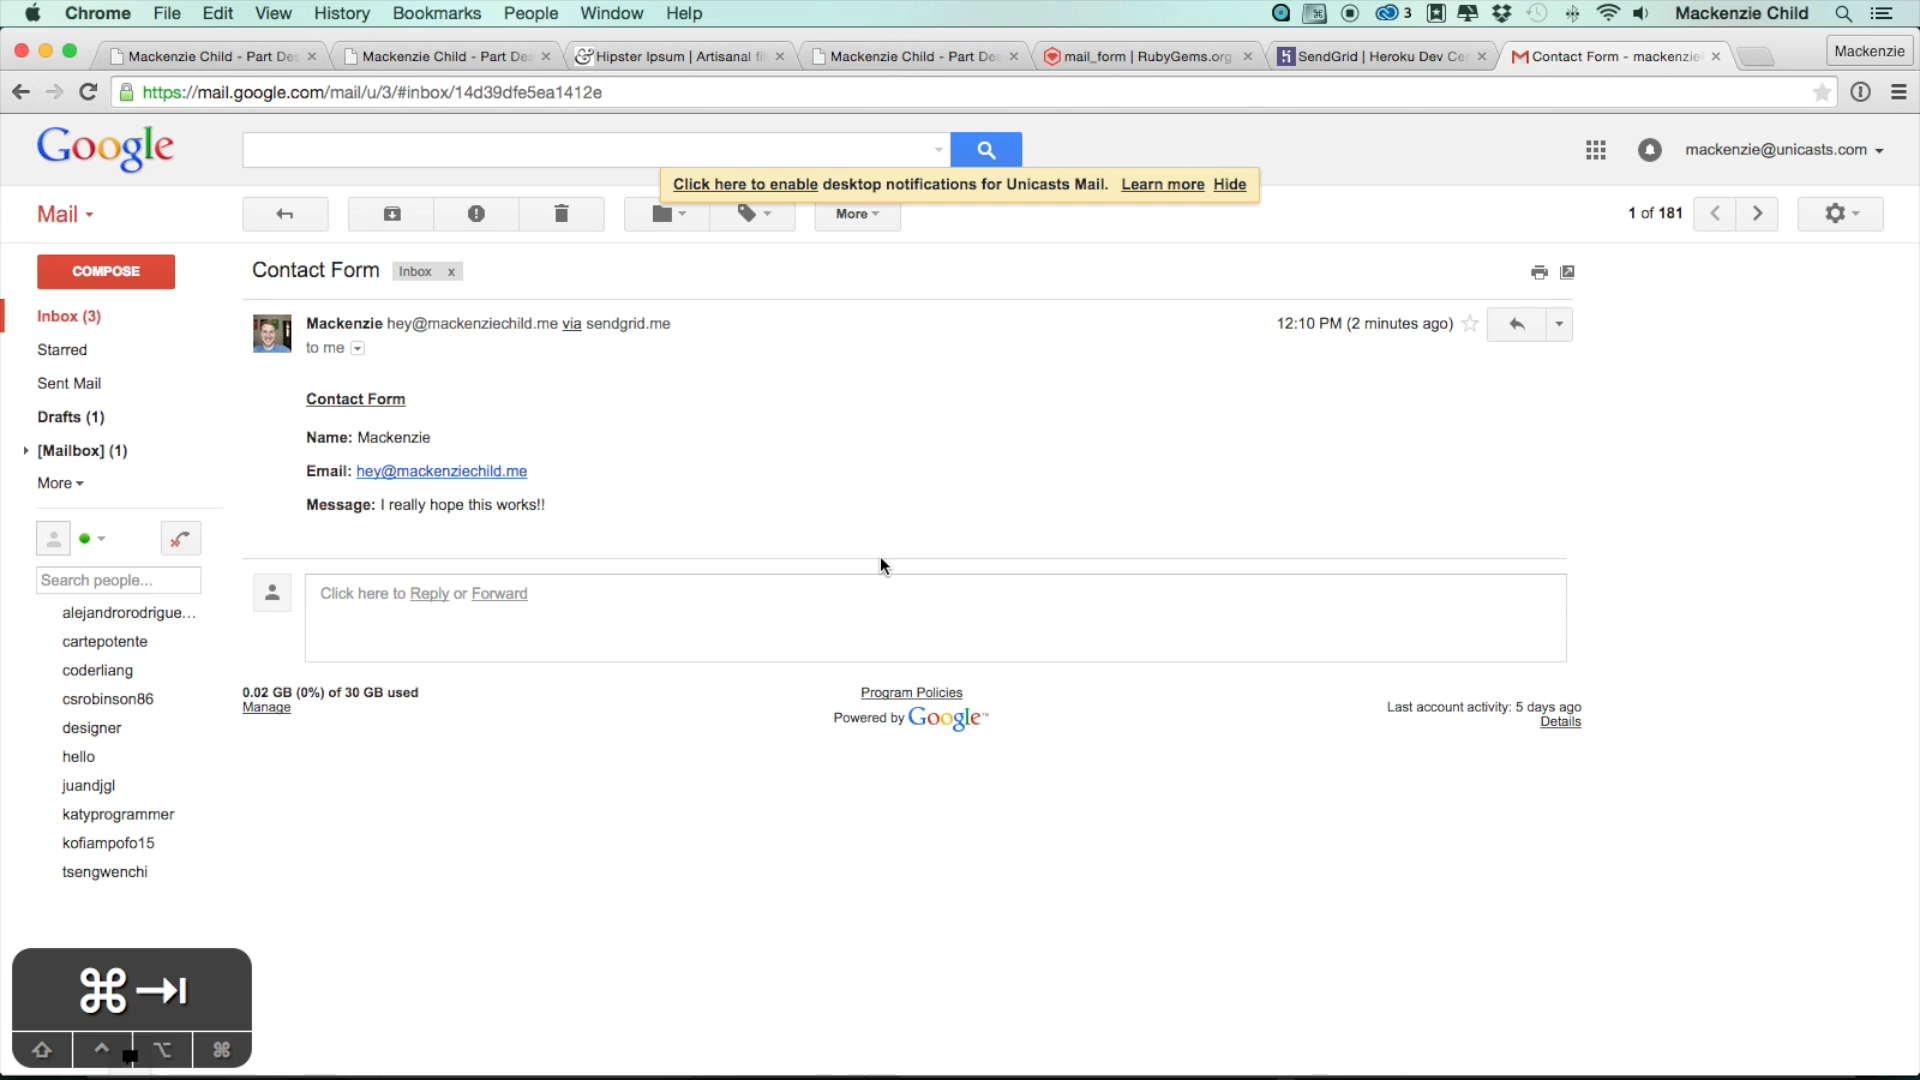 Chrome File Edit View History Bookmarks People Window Help 3 Mackenzie Child
Mackenzie Child - Part Des Mackenzie Child - Part Des Hipster Ipsum | Artisanal fil Mackenzie Child - Part Des mail_form | RubyGems.org SendGrid | Heroku Dev Cen Contact Form - mackenzie Mackenzie
https://mail.google.com/mail/u/3/#inbox/14d39dfe5ea1412e
Google mackenzie@unicasts.com
Click here to enable desktop notifications for Unicasts Mail. Learn more Hide
Mail More 1 of 181
COMPOSE
Contact Form Inbox x
Inbox (3)
Starred
Sent Mail
Drafts (1)
[Mailbox] (1)
More
Mackenzie hey@mackenziechild.me via sendgrid.me 12:10 PM (2 minutes ago)
to me
Contact Form
Name: Mackenzie
Email: hey@mackenziechild.me
Message: I really hope this works!!
Click here to Reply or Forward
Search people...
alejandrorodrigue...
cartepotente
coderliang
csrobinson86
designer
hello
juandjgl
katyprogrammer
kofiampofo15
tsengwenchi
0.02 GB (0%) of 30 GB used
Manage
Program Policies
Powered by Google™
Last account activity: 5 days ago
Details